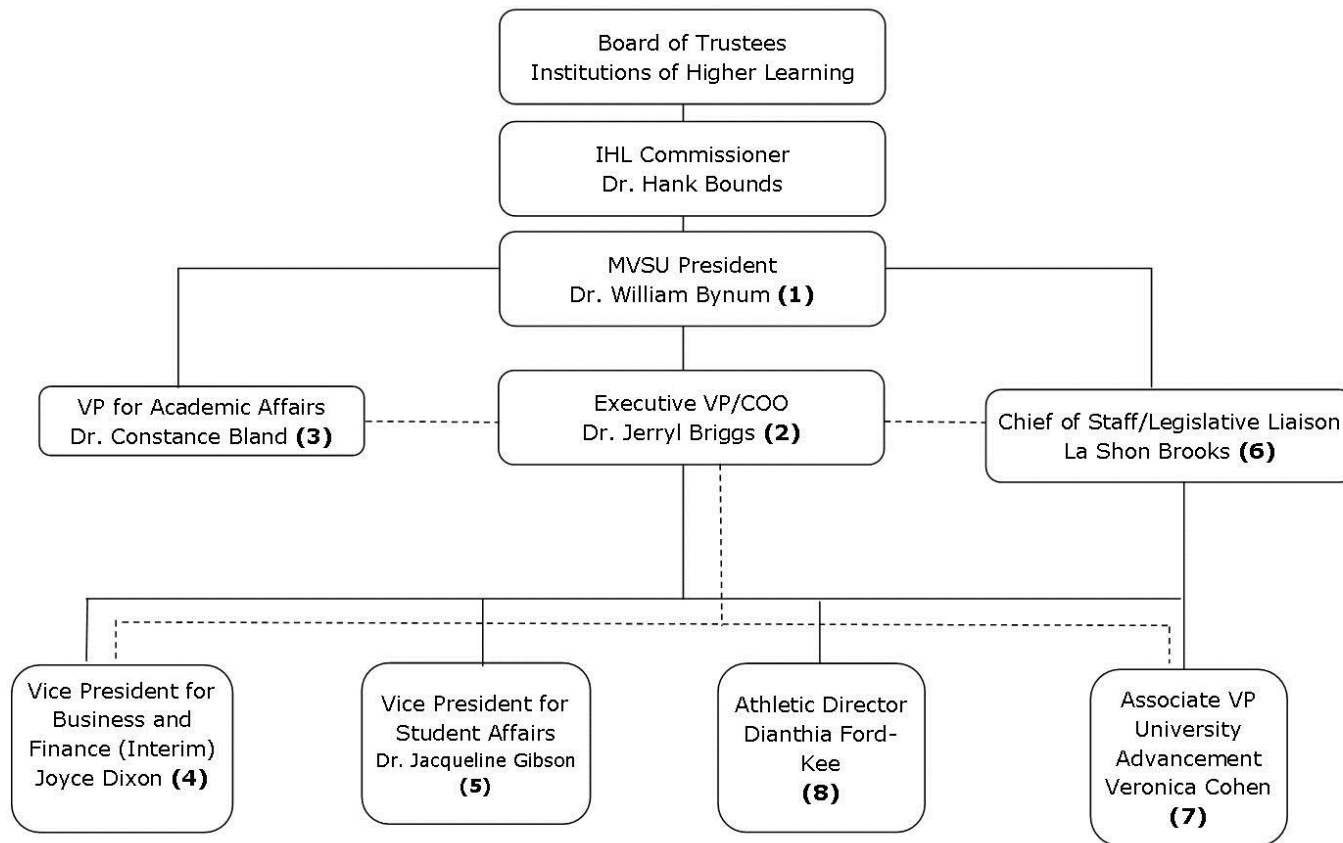 Board of Trustees
Institutions of Higher Learning
IHL Commissioner
Dr. Hank Bounds
MVSU President
Dr. William Bynum (1)
VP for Academic Affairs
Dr. Constance Bland (3)
Executive VP/COO
Dr. Jerryl Briggs (2)
Chief of Staff/Legislative Liaison
La Shon Brooks (6)
Vice President for
Business and
Finance (Interim)
Joyce Dixon (4)
Vice President for
Student Affairs
Dr. Jacqueline Gibson
(5)
Athletic Director
Dianthia Ford-
Kee
(8)
Associate VP
University
Advancement
Veronica Cohen
(7)